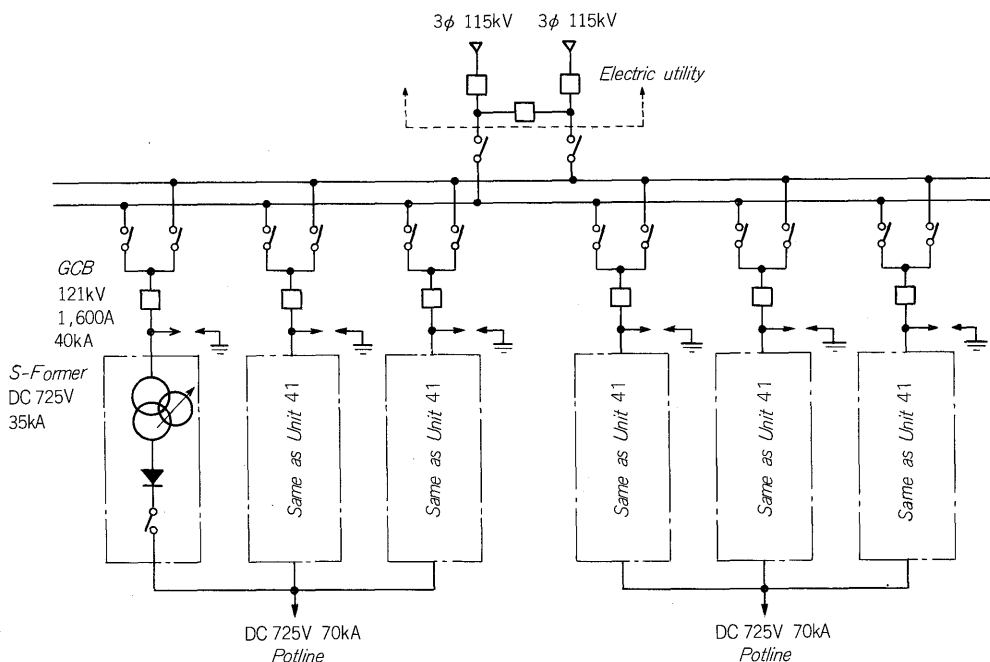 3φ 115kV 3φ 115kV
Electric utility
GCB
121kV
1,600A
40kA
S-Former
DC 725V
35kA
Same as Unit 41
Same as Unit 41
Same as Unit 41
Same as Unit 41
Same as Unit 41
DC 725V 70kA
Potline
DC 725V 70kA
Potline